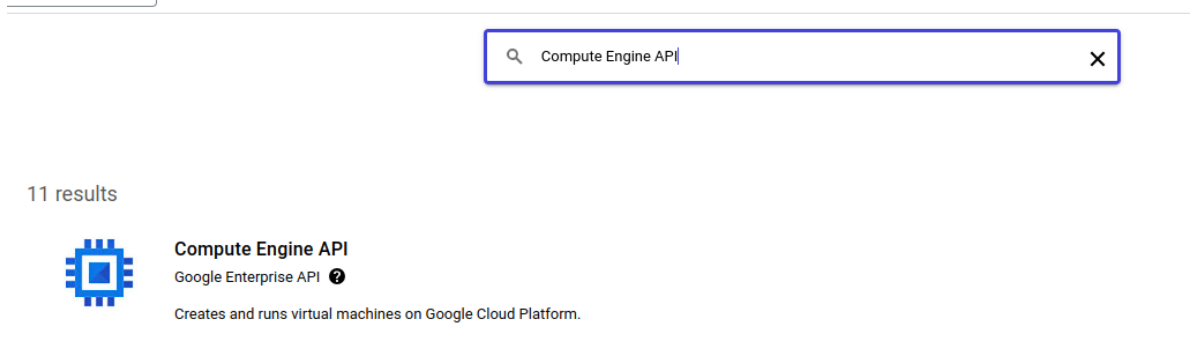 Compute Engine API
11 results
Compute Engine API
Google Enterprise API
Creates and runs virtual machines on Google Cloud Platform.